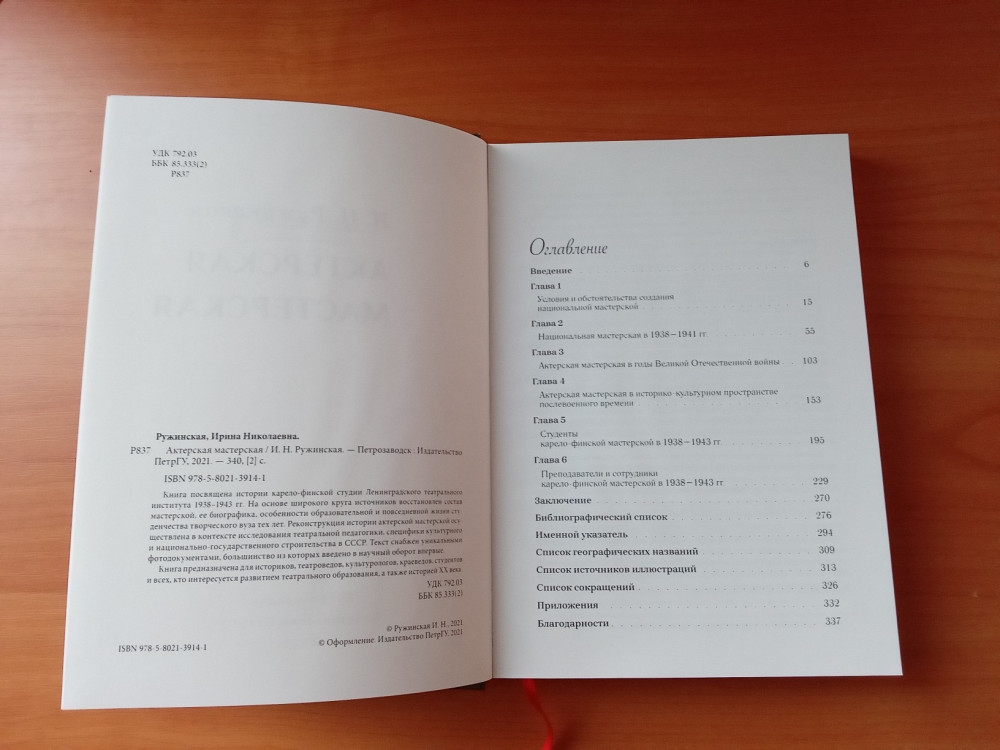 УДК 792.03
ББК 85.333(2)
Р837
Ружинская, Ирина Николаевна.
Р837 Актерская мастерская / И. Н. Ружинская. — Петрозаводск : Издательство
ПетрГУ, 2021. — 340, [2] с.
ISBN 978-5-8021-3914-1
Книга посвящена истории карело-финской студии Ленинградского театрального
института 1938-1943 гг. На основе широкого круга источников восстановлен состав
мастерской, ее биографика, особенности образовательной и повседневной жизни сту-
денчества творческого вуза тех лет. Реконструкция истории актерской мастерской осу-
ществлена в контексте исследования театральной педагогики, специфики культурного
и национально-государственного строительства в СССР. Текст снабжен уникальными
фотодокументами, большинство из которых введено в научный оборот впервые.
Книга предназначена для историков, театроведов, культурологов, краеведов, студентов
и всех, кто интересуется развитием театрального образования, а также историей XX века.
УДК 792.03
ББК 85.333(2)
© Ружинская И. Н., 2021
© Оформление. Издательство ПетрГУ, 2021
ISBN 978-5-8021-3914-1
Оглавление
Введение . . . 6
Глава 1
Условия и обстоятельства создания
национальной мастерской . . . 15
Глава 2
Национальная мастерская в 1938–1941 гг. . . . 55
Глава 3
Актерская мастерская в годы Великой Отечественной войны . . . 103
Глава 4
Актерская мастерская в историко-культурном пространстве
послевоенного времени . . . 153
Глава 5
Студенты
карело-финской мастерской в 1938–1943 гг. . . . 195
Глава 6
Преподаватели и сотрудники
карело-финской мастерской в 1938–1943 гг. . . . 229
Заключение . . . 270
Библиографический список . . . 276
Именной указатель . . . 294
Список географических названий . . . 309
Список источников иллюстраций . . . 313
Список сокращений . . . 326
Приложения . . . 332
Благодарности . . . 337